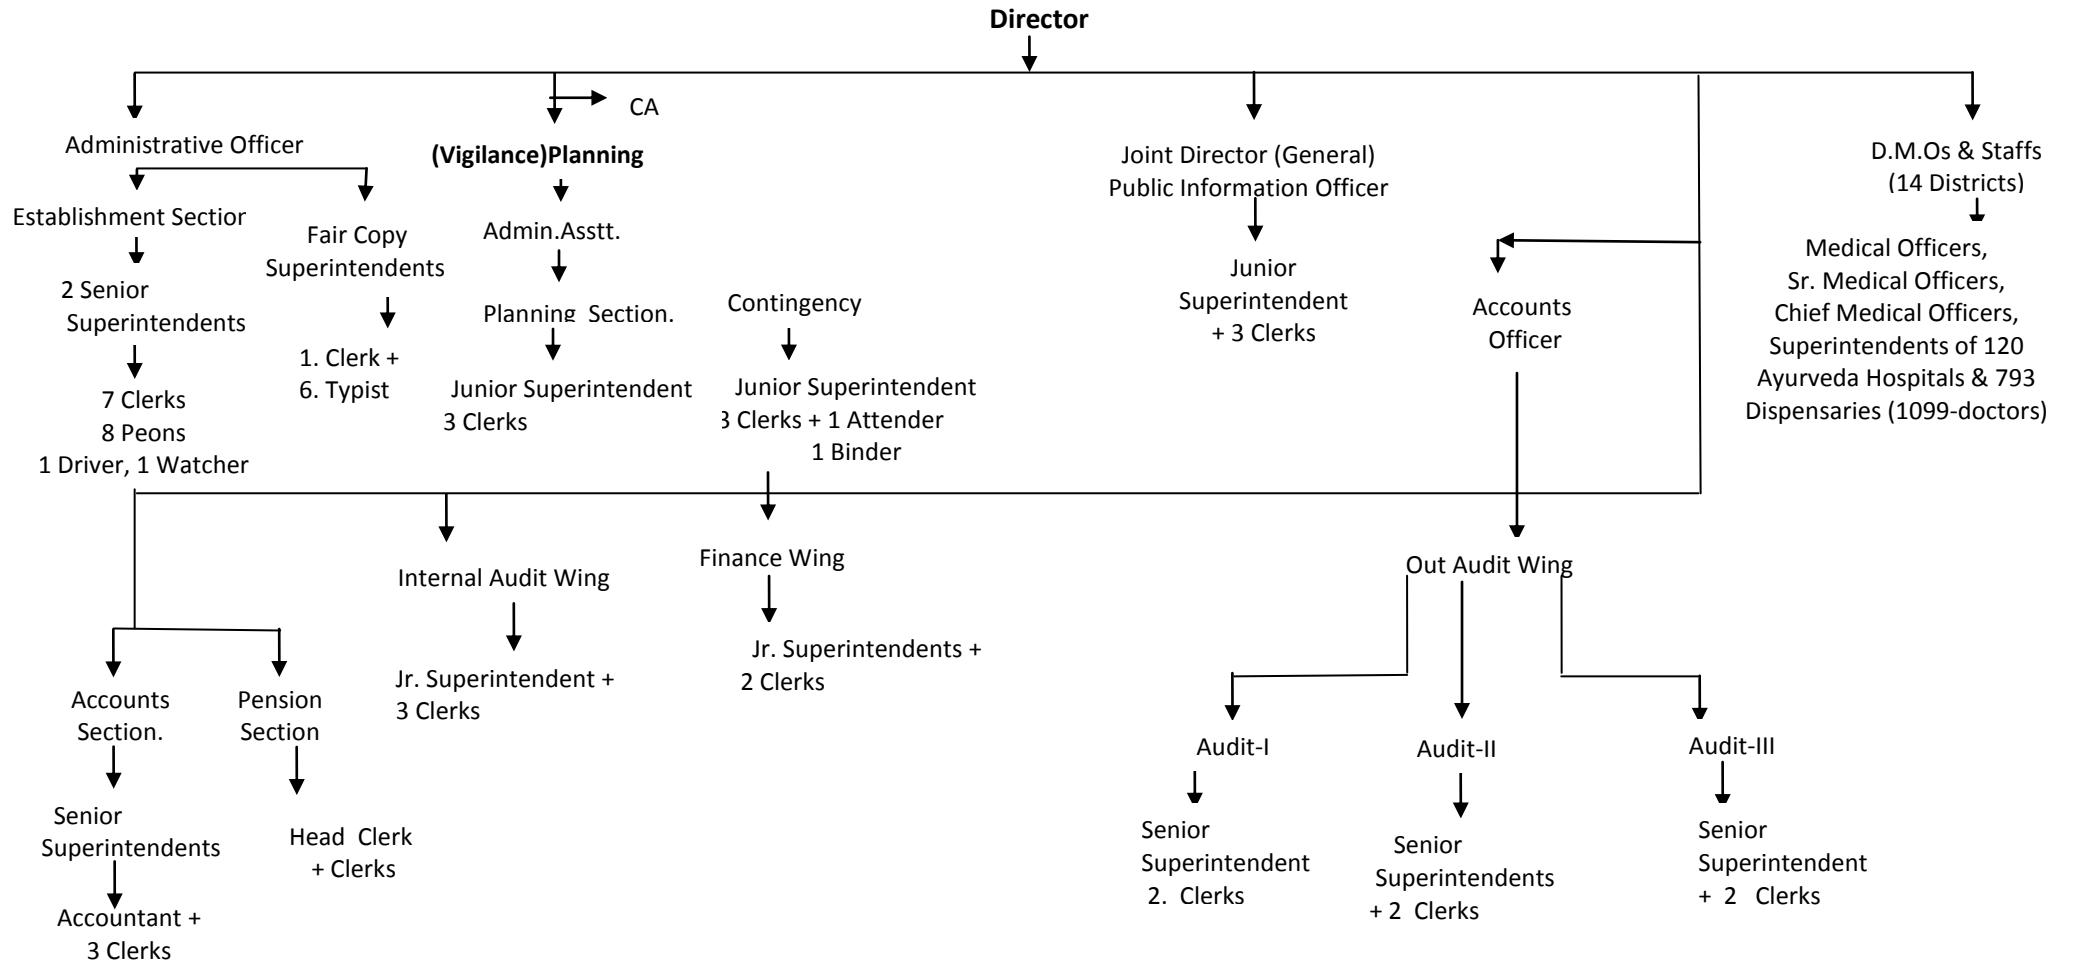 Director
CA
Administrative Officer
(Vigilance)Planning
Joint Director (General)
Public Information Officer
D.M.Os & Staffs
(14 Districts)
Establishment Section
Fair Copy
Superintendents
Admin.Asstt.
Medical Officers,
Sr. Medical Officers,
Chief Medical Officers,
Superintendents of 120
Ayurveda Hospitals & 793
Dispensaries (1099-doctors)
2 Senior
Superintendents
Planning Section.
Contingency
Junior
Superintendent
+ 3 Clerks
Accounts
Officer
1. Clerk +
6. Typist
7 Clerks
8 Peons
1 Driver, 1 Watcher
Junior Superintendent
3 Clerks
Junior Superintendent
3 Clerks + 1 Attender
1 Binder
Internal Audit Wing
Finance Wing
Out Audit Wing
Jr. Superintendent +
3 Clerks
Jr. Superintendents +
2 Clerks
Accounts
Section.
Pension
Section
Audit-I
Audit-II
Audit-III
Senior
Superintendents
Head Clerk
+ Clerks
Senior
Superintendent
2. Clerks
Senior
Superintendents
+ 2 Clerks
Senior
Superintendent
+ 2 Clerks
Accountant +
3 Clerks